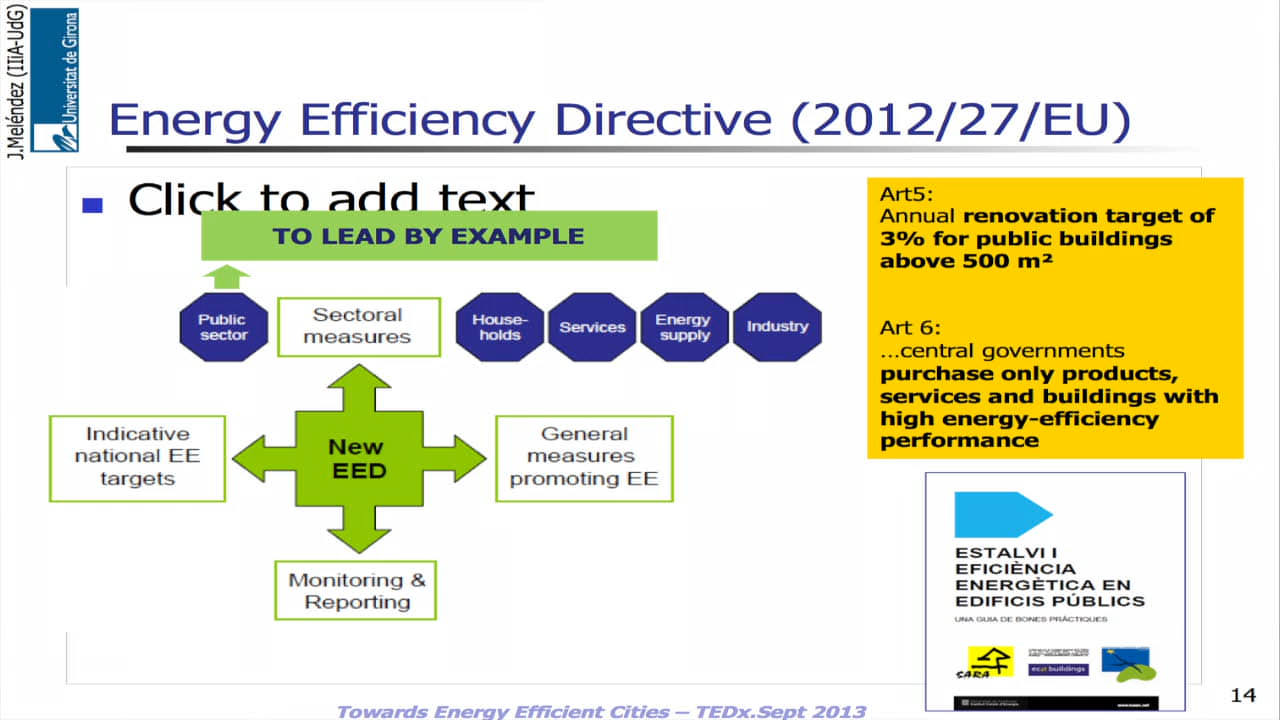 J.Meléndez (IIiA-UdG)
Universitat de Girona
Energy Efficiency Directive (2012/27/EU)
Click to add text
TO LEAD BY EXAMPLE
Public
sector
Sectoral
measures
House-
holds
Services
Energy
supply
Industry
Indicative
national EE
targets
New
EED
General
measures
promoting EE
Monitoring &
Reporting
Art5:
Annual renovation target of
3% for public buildings
above 500 m²
Art 6:
...central governments
purchase only products,
services and buildings with
high energy-efficiency
performance
ESTALVI I
EFICIÈNCIA
ENERGÈTICA EN
EDIFICIS PÚBLICS
UNA GUIA DE BONES PRÀCTIQUES
SARA
buildings
Towards Energy Efficient Cities – TEDx.Sept 2013
14